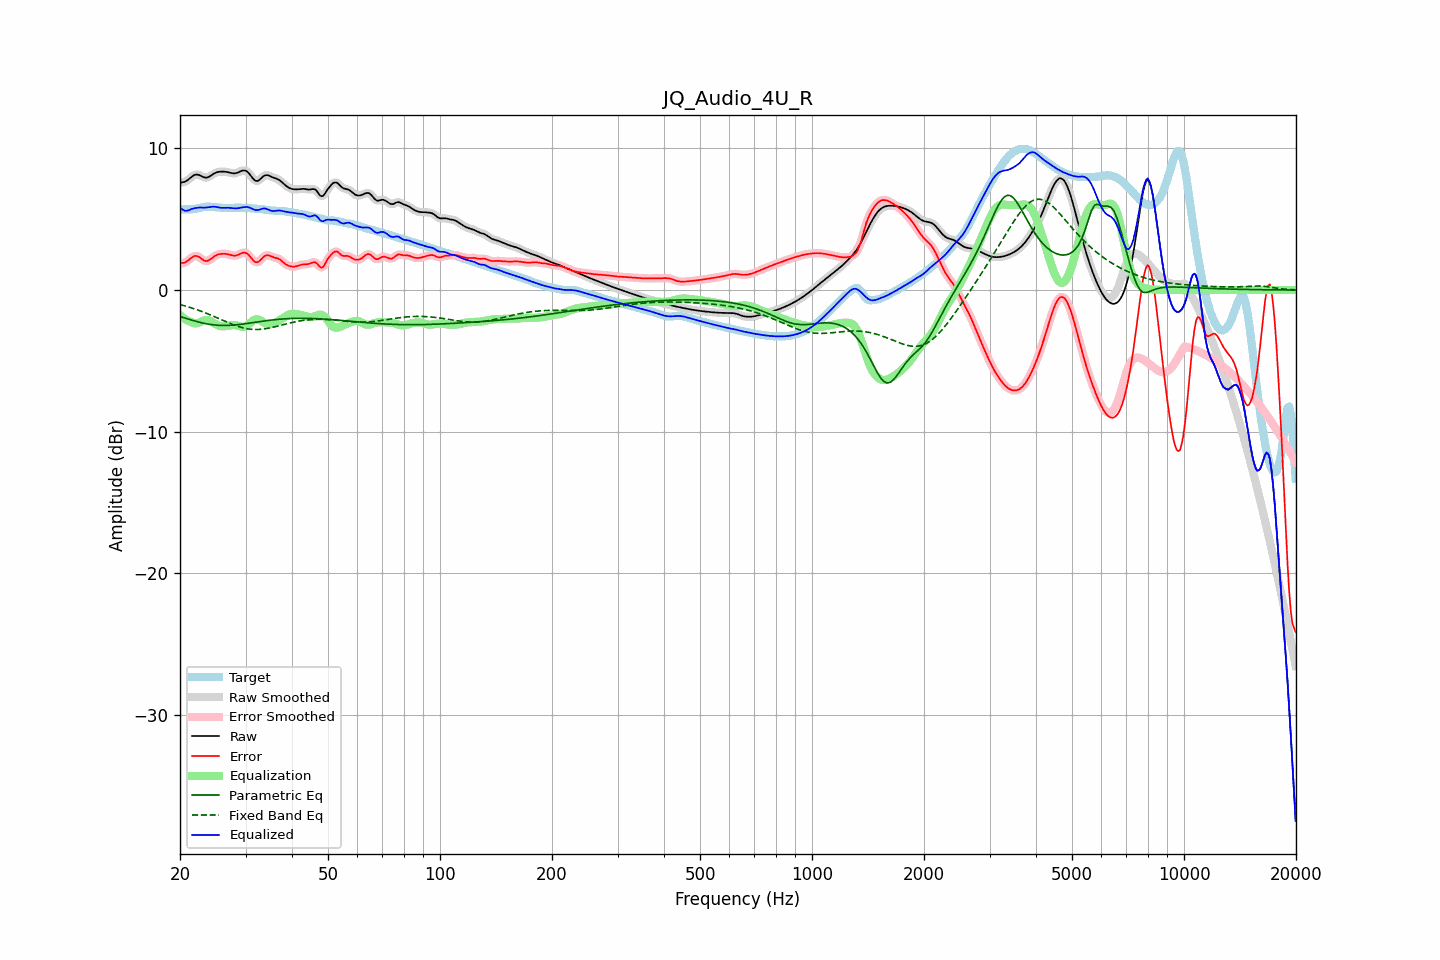 JQ_Audio_4U_R
Amplitude (dBr)
10
0
−10
−20
−30
Target
Raw Smoothed
Error Smoothed
Raw
Error
Equalization
Parametric Eq
Fixed Band Eq
Equalized
20 50 100 200 500 1000 2000 5000 10000 20000
Frequency (Hz)